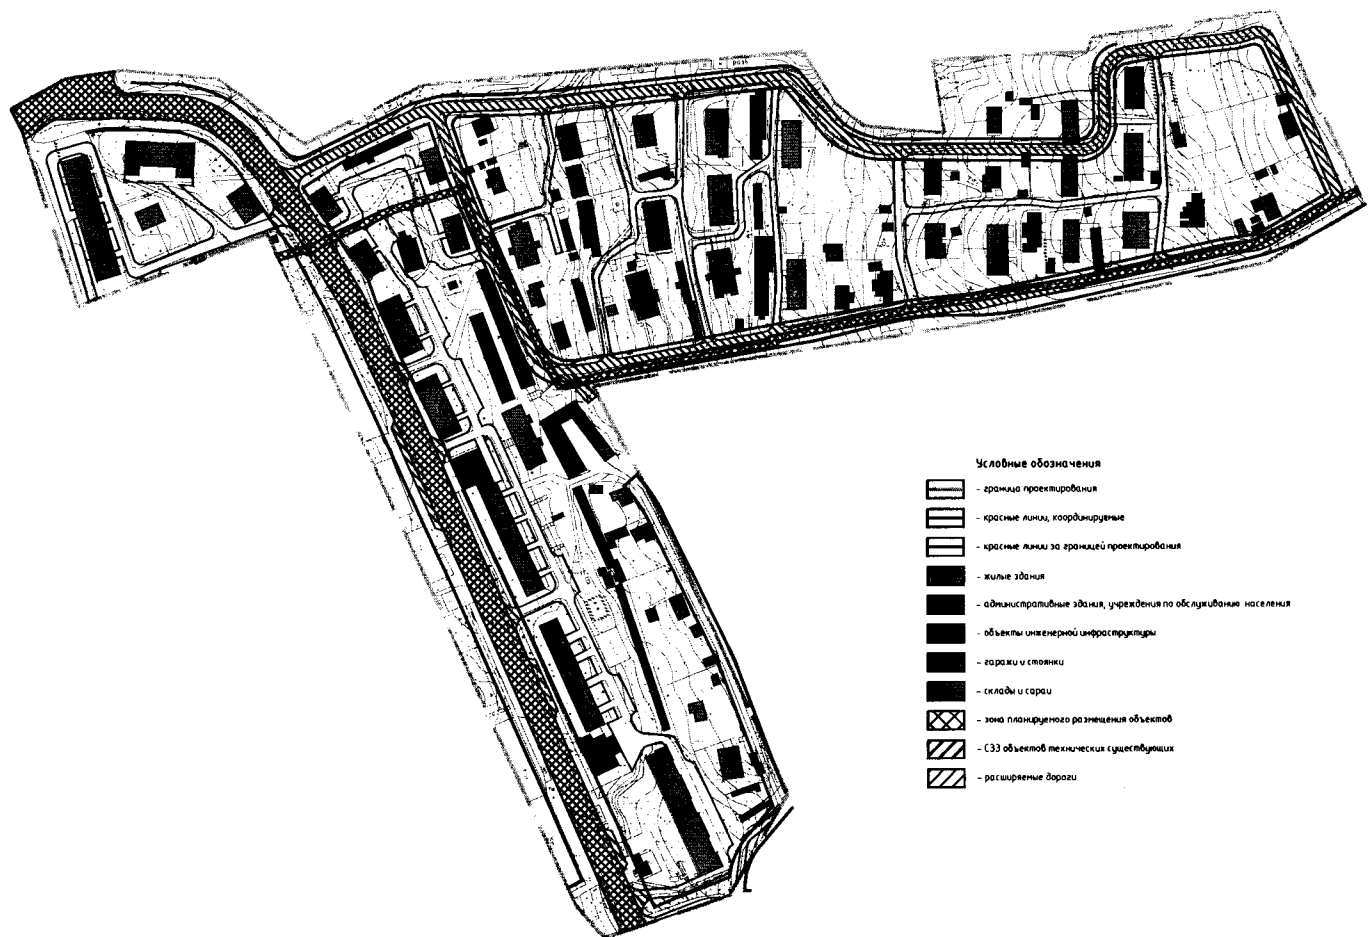 Условные обозначения
- граница проектирования
- красные линии, координируемые
- красные линии за границей проектирования
- жилые здания
- административные здания, учреждения по обслуживанию населения
- объекты инженерной инфраструктуры
- гаражи и стоянки
- склады и сараи
- зона планируемого размещения объектов
- СЗЗ объектов технических существующих
- расширяемые дороги